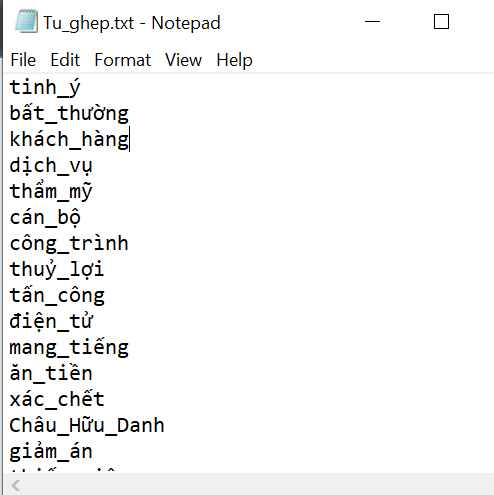 Tu_ghep.txt - Notepad
File Edit Format View Help
tinh_ý
bất_thường
khách_hàng
dịch_vụ
thẩm_mỹ
cán_bộ
công_trình
thuỷ_lợi
tấn_công
điện_tử
mang_tiếng
ăn_tiền
xác_chết
Châu_Hữu_Danh
giảm_án